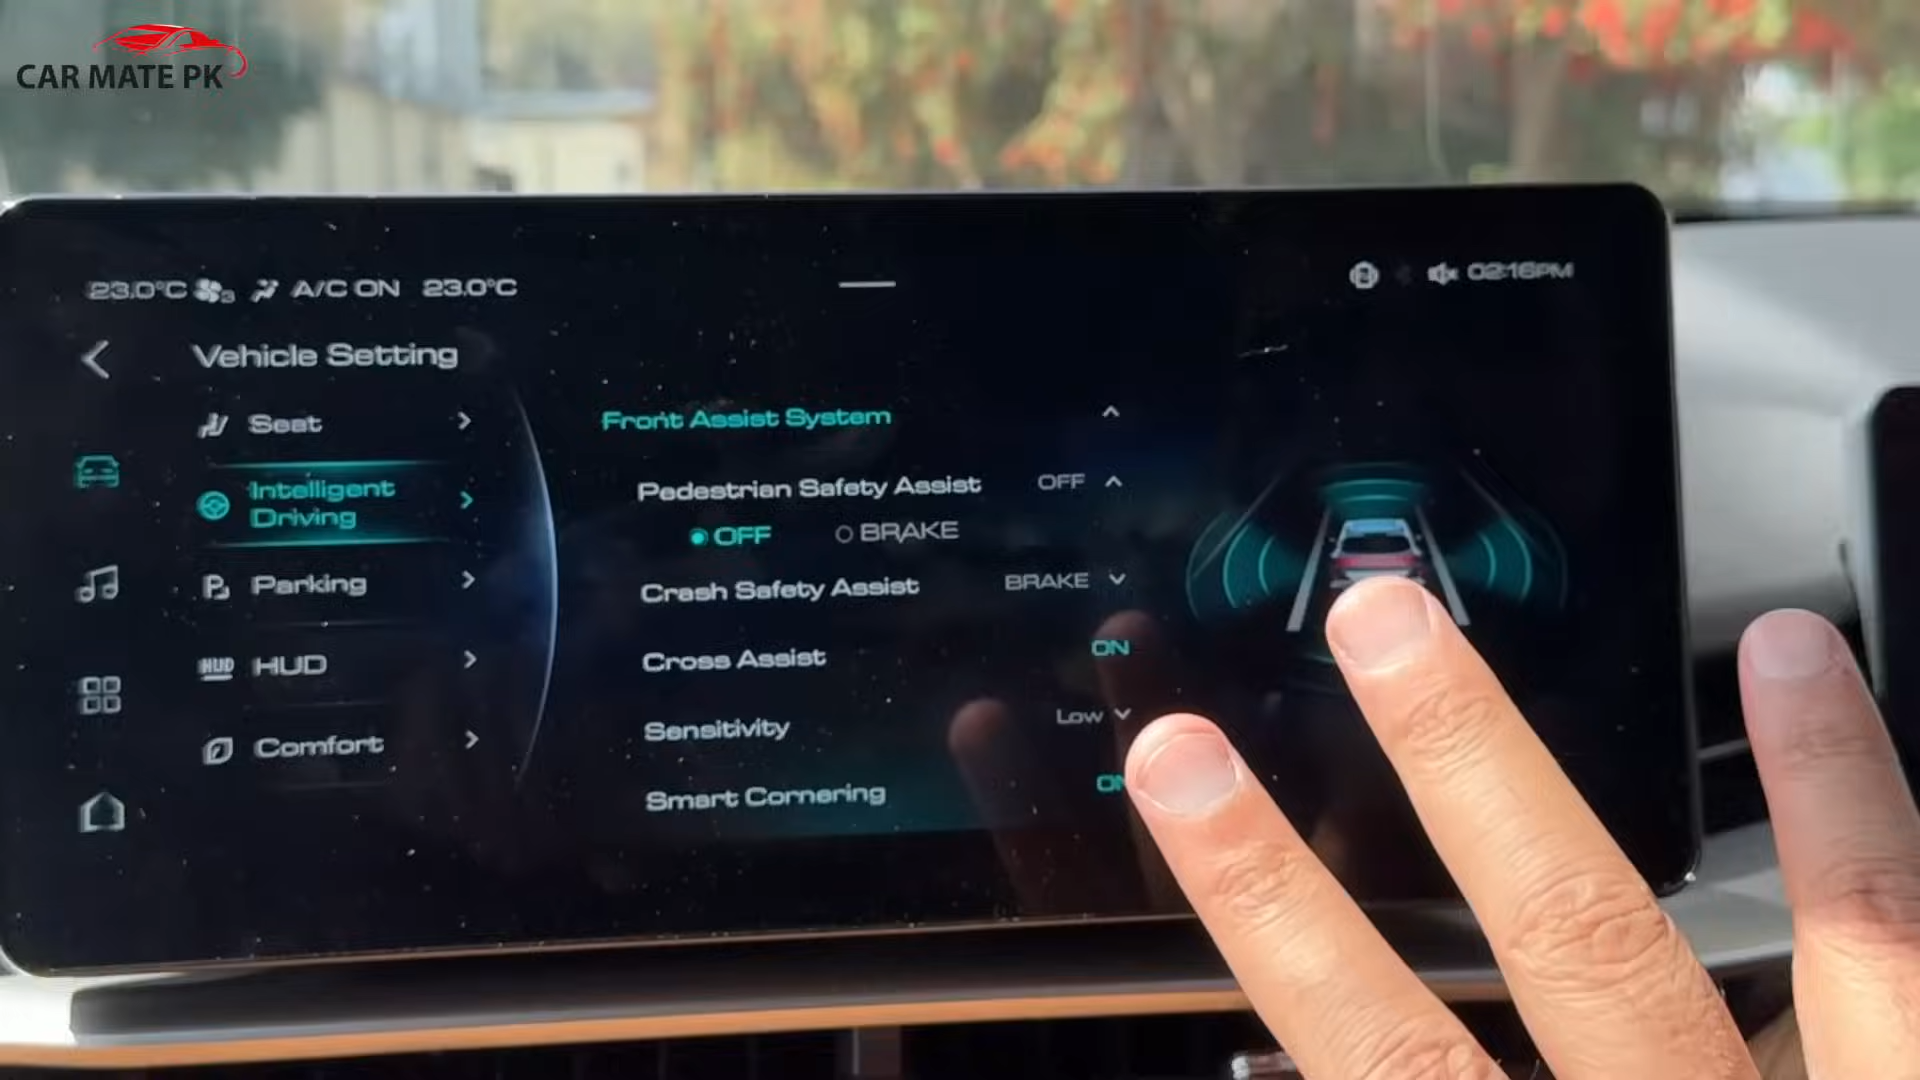 CAR MATE PK
23.0°C 3 A/C ON 23.0°C
02:16PM
Vehicle Setting
Seat
Intelligent
Driving
Parking
HUD HUD
Comfort
Front Assist System
Pedestrian Safety Assist OFF
OFF BRAKE
Crash Safety Assist BRAKE
Cross Assist ON
Sensitivity Low
Smart Cornering ON